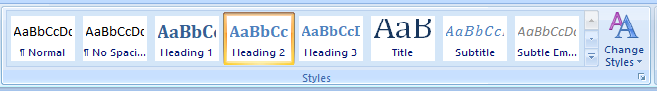 AaBbCcDc AaBbCcDc AaBbCc AaBbCc AaBbCcI AaB AaBbCc. AaBbCcDc
¶ Normal ¶ No Spaci... Heading 1 Heading 2 Heading 3 Title Subtitle Subtle Em...
Change
Styles
Styles